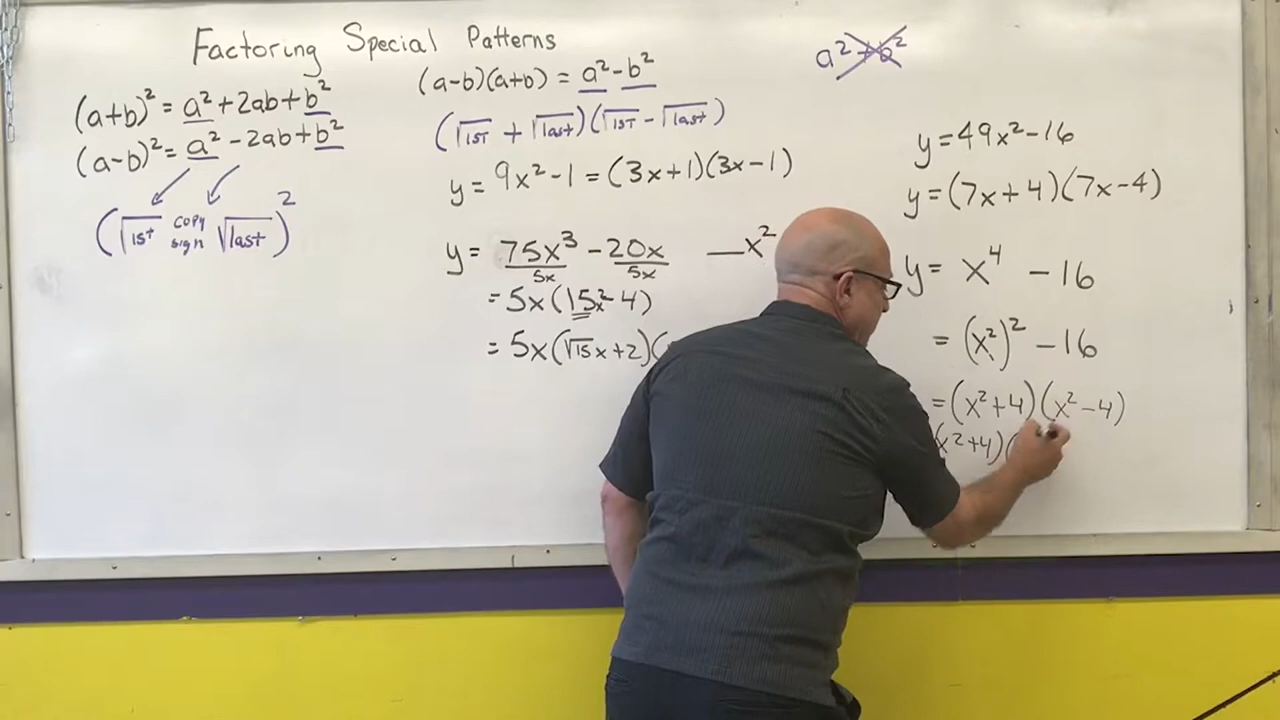 Factoring Special Patterns
(a+b)² = a² + 2ab + b²
(a-b)² = a² - 2ab + b²
(√1st copy sign √last)²
(a-b)(a+b) = a² - b²
(√1st + √last)(√1st - √last)
y = 9x² - 1 = (3x+1)(3x-1)
y = 75x³/5x - 20x/5x
= 5x(15x² - 4)
= 5x(√15x+2)(
_x²
a² + b²
y = 49x² - 16
y = (7x+4)(7x-4)
y = x⁴ - 16
= (x²)² - 16
= (x²+4)(x²-4)
(x²+4)(